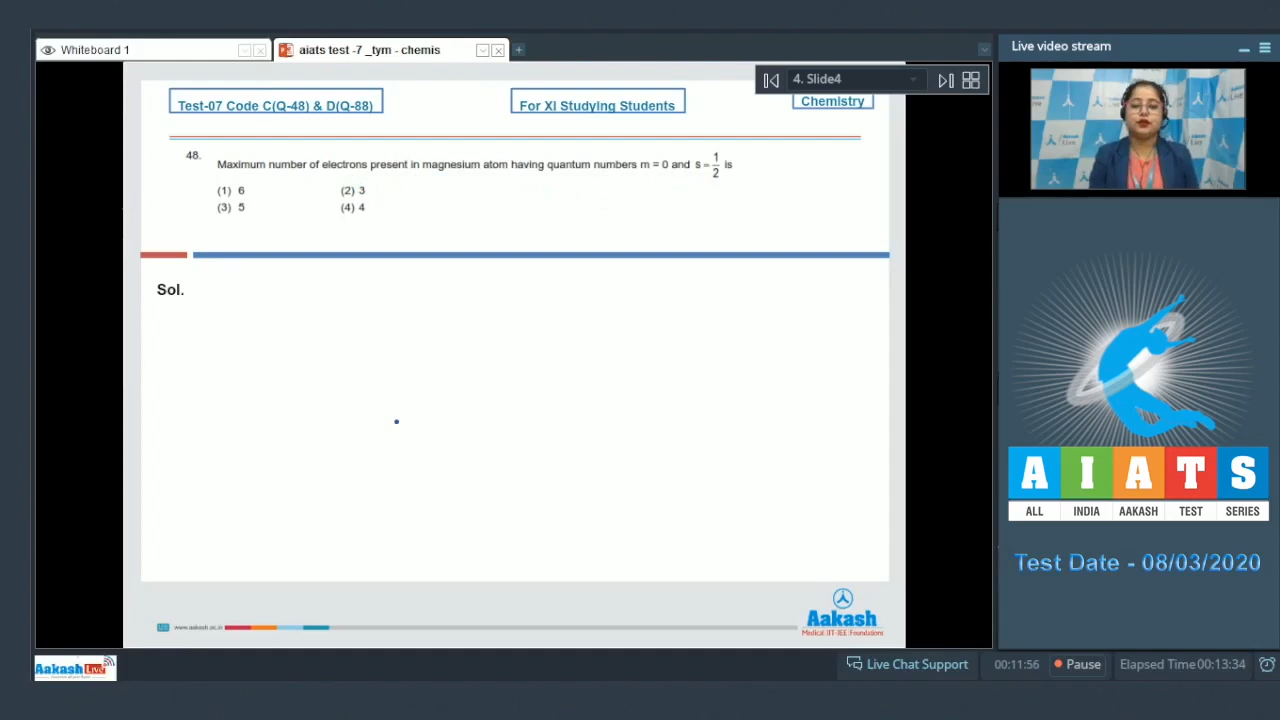 Whiteboard 1
aiats test -7 _tym - chemis
Live video stream
4. Slide4
Test-07 Code C(Q-48) & D(Q-88)
For XI Studying Students
Chemistry
48.
Maximum number of electrons present in magnesium atom having quantum numbers m = 0 and s = 1/2 is
(1) 6 (2) 3
(3) 5 (4) 4
Sol.
A I A T S
ALL INDIA AAKASH TEST SERIES
Test Date - 08/03/2020
Aakash
Medical|IIT-JEE|Foundations
www.aakash.ac.in
Aakash Live
Live Chat Support
00:11:56
Pause
Elapsed Time 00:13:34